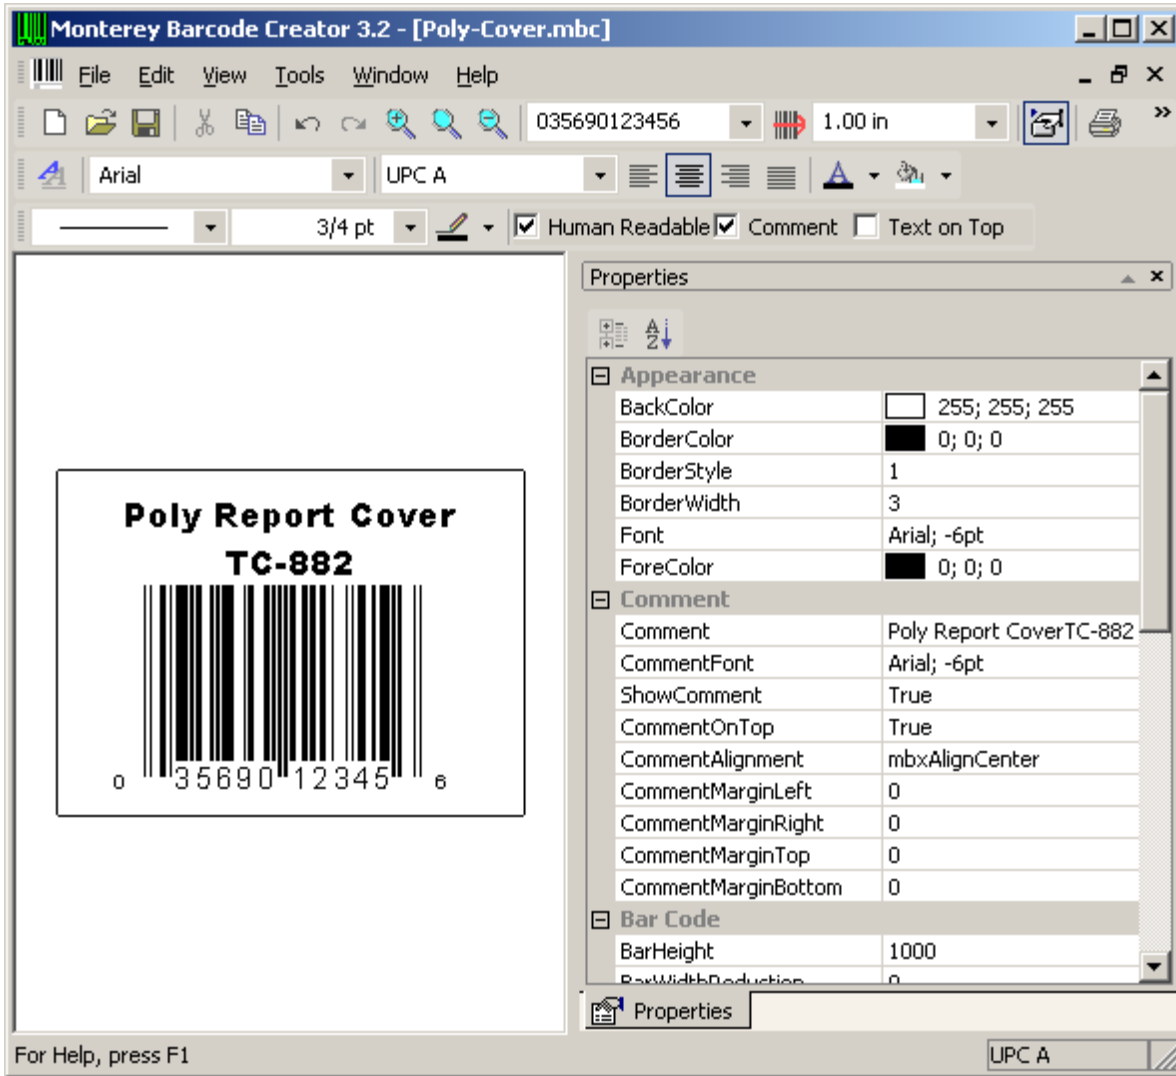 Monterey Barcode Creator 3.2 - [Poly-Cover.mbc]
File Edit View Tools Window Help
035690123456 1.00 in »
Arial UPC A A
3/4 pt Human Readable Comment Text on Top
Poly Report Cover
TC-882
0 35690 12345 6
Properties
Appearance
BackColor 255; 255; 255
BorderColor 0; 0; 0
BorderStyle 1
BorderWidth 3
Font Arial; -6pt
ForeColor 0; 0; 0
Comment
Comment Poly Report CoverTC-882
CommentFont Arial; -6pt
ShowComment True
CommentOnTop True
CommentAlignment mbxAlignCenter
CommentMarginLeft 0
CommentMarginRight 0
CommentMarginTop 0
CommentMarginBottom 0
Bar Code
BarHeight 1000
BarWidthReduction 0
Properties
For Help, press F1 UPC A